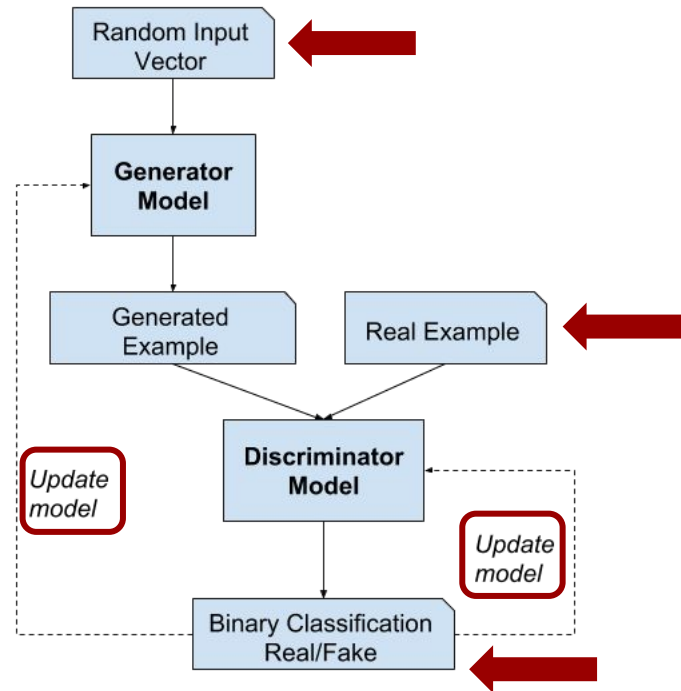 Random Input
Vector
Generator
Model
Generated
Example
Real Example
Discriminator
Model
Update
model
Update
model
Binary Classification
Real/Fake